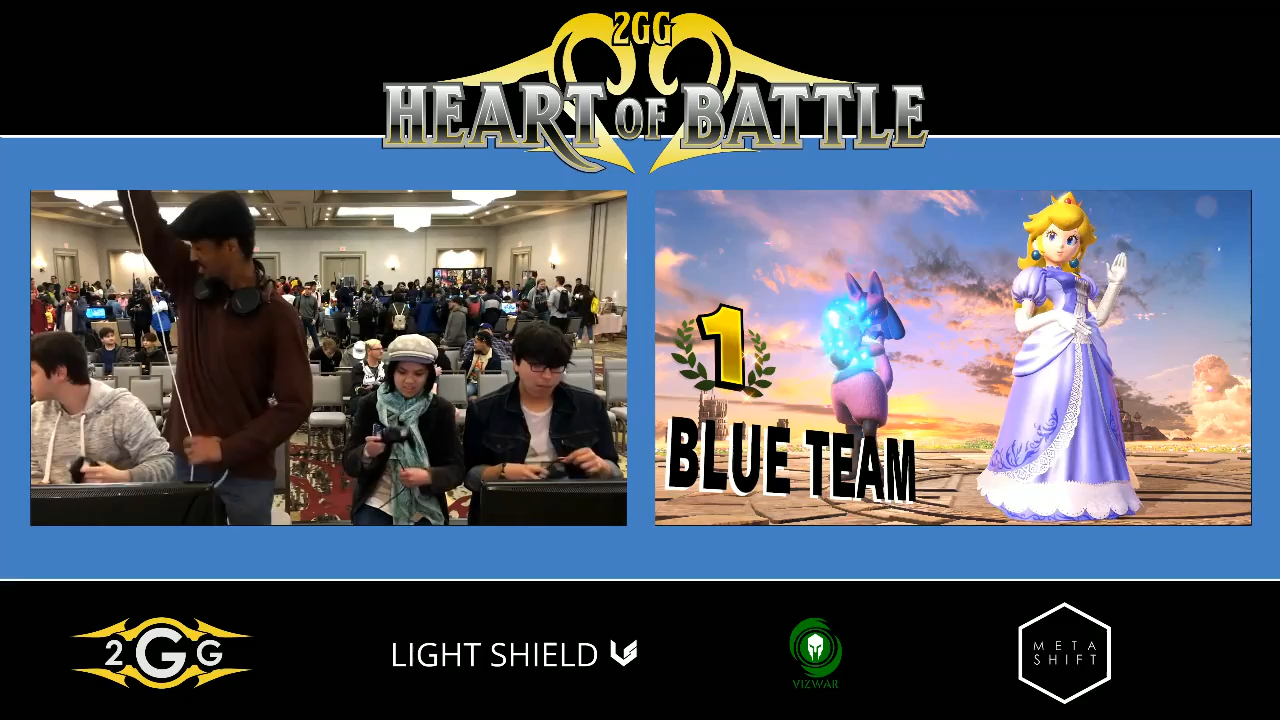 2GG
HEART OF BATTLE
1
BLUE TEAM
2GG
LIGHT SHIELD
VIZWAR
META
SHIFT